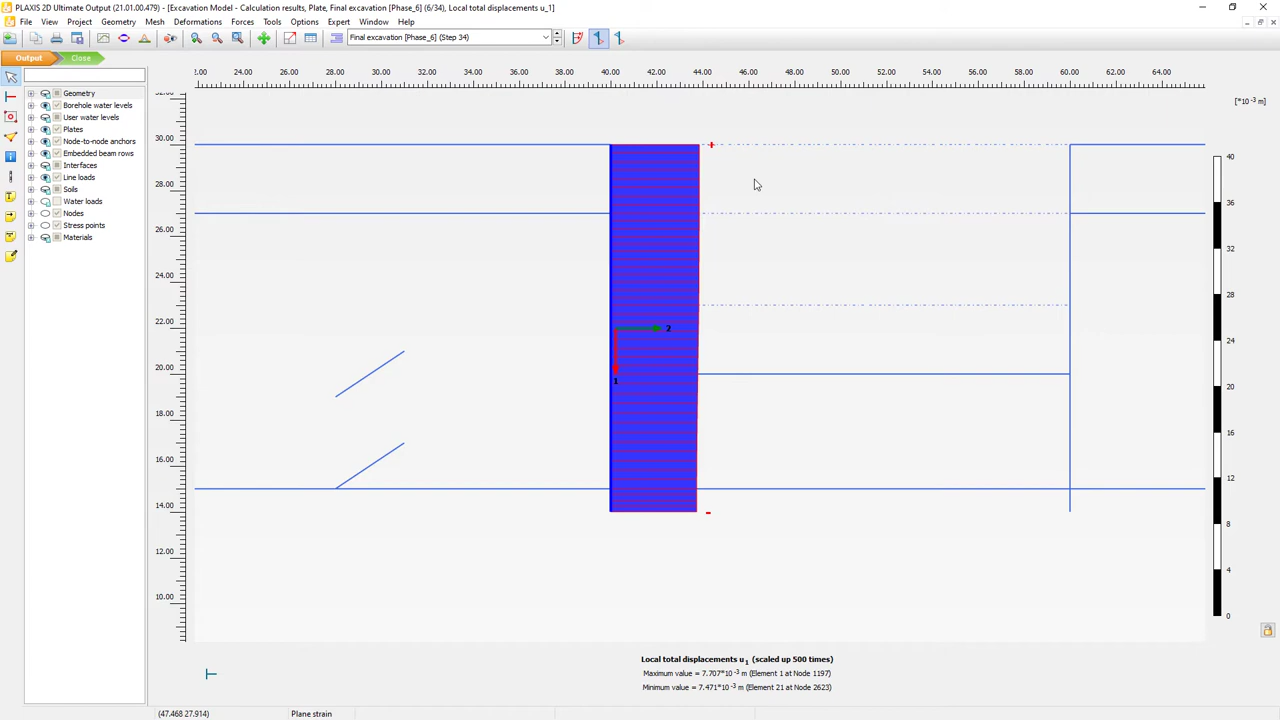 PLAXIS 2D Ultimate Output (21.01.00.479) - [Excavation Model - Calculation results, Plate, Final excavation [Phase_6] (6/34), Local total displacements u_1]
File View Project Geometry Mesh Deformations Forces Tools Options Expert Window Help
Final excavation [Phase_6] (Step 34)
Output Close
2.00 24.00 26.00 28.00 30.00 32.00 34.00 36.00 38.00 40.00 42.00 44.00 46.00 48.00 50.00 52.00 54.00 56.00 58.00 60.00 62.00 64.00
Geometry
Borehole water levels
User water levels
Plates
Node-to-node anchors
Embedded beam rows
Interfaces
Line loads
Soils
Water loads
Nodes
Stress points
Materials
32.00
30.00
28.00
26.00
24.00
22.00
20.00
18.00
16.00
14.00
12.00
10.00
2
1
[*10 -3 m]
40
36
32
28
24
20
16
12
8
4
0
Local total displacements u 1 (scaled up 500 times)
Maximum value = 7.707*10 -3 m (Element 1 at Node 1197)
Minimum value = 7.471*10 -3 m (Element 21 at Node 2623)
(47.468 27.914) Plane strain